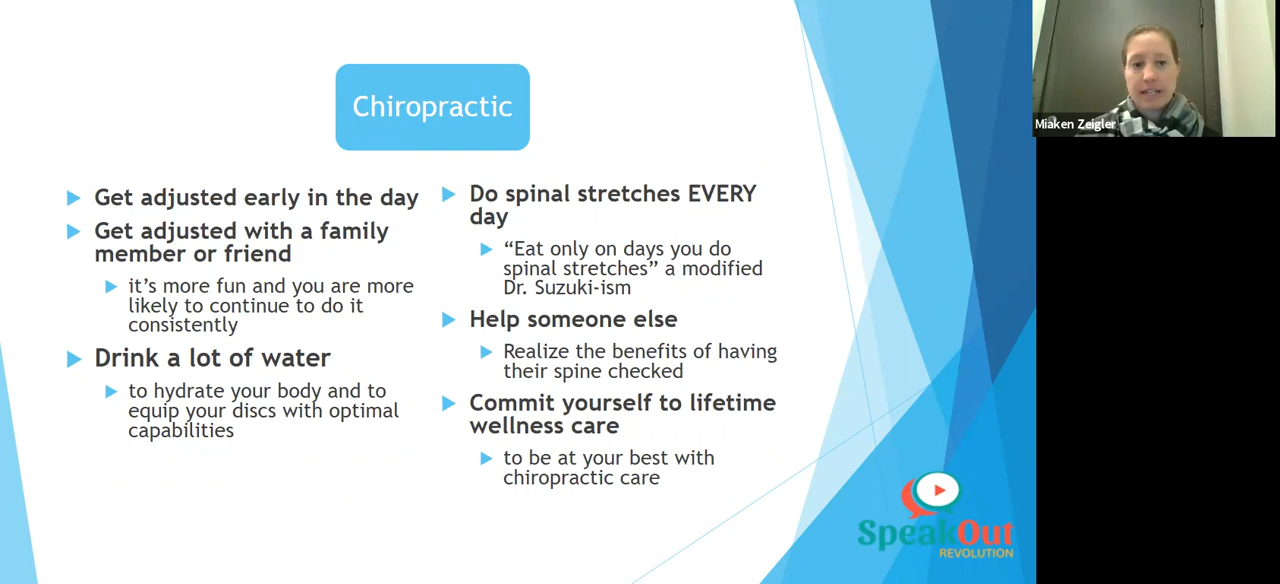 Chiropractic
Get adjusted early in the day
Get adjusted with a family
member or friend
it's more fun and you are more
likely to continue to do it
consistently
Drink a lot of water
to hydrate your body and to
equip your discs with optimal
capabilities
Do spinal stretches EVERY
day
“Eat only on days you do
spinal stretches” a modified
Dr. Suzuki-ism
Help someone else
Realize the benefits of having
their spine checked
Commit yourself to lifetime
wellness care
to be at your best with
chiropractic care
SpeakOut
REVOLUTION
Miaken Zeigler